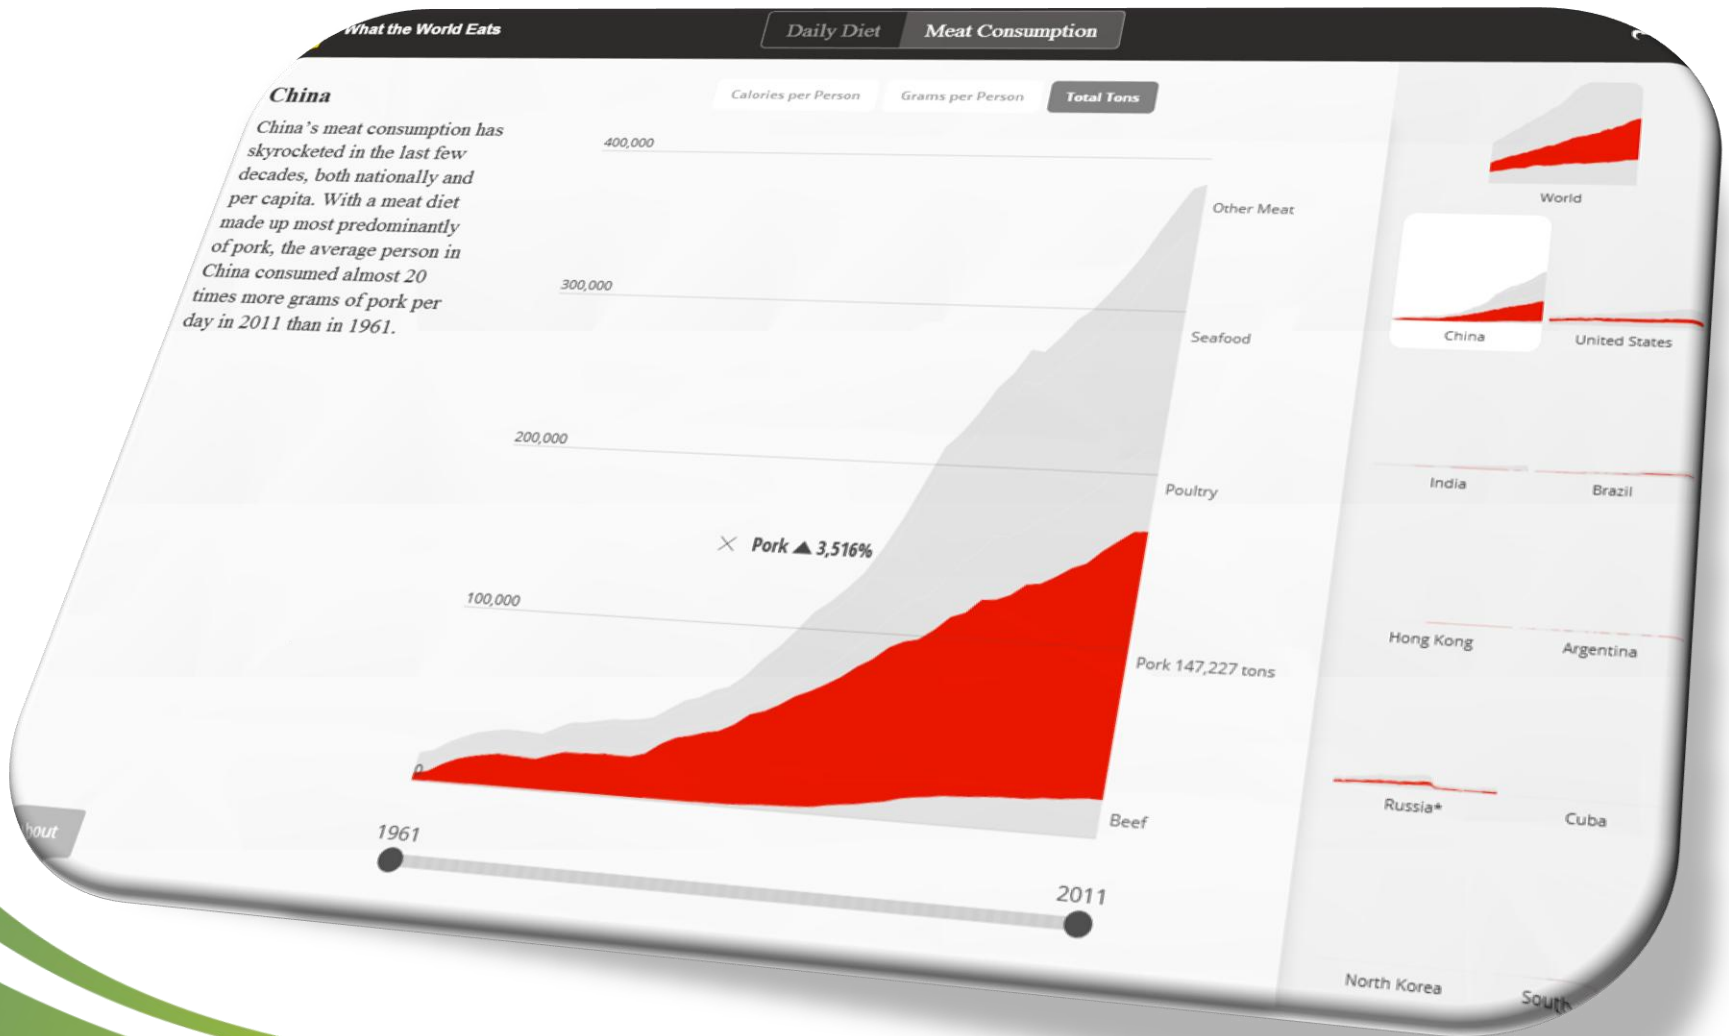 What the World Eats
Daily Diet
Meat Consumption
China
China's meat consumption has
skyrocketed in the last few
decades, both nationally and
per capita. With a meat diet
made up most predominantly
of pork, the average person in
China consumed almost 20
times more grams of pork per
day in 2011 than in 1961.
Calories per Person
Grams per Person
Total Tons
400,000
300,000
200,000
100,000
0
Pork ▲ 3,516%
Other Meat
Seafood
Poultry
Pork 147,227 tons
Beef
1961
2011
World
China
United States
India
Brazil
Hong Kong
Argentina
Russia*
Cuba
North Korea
South